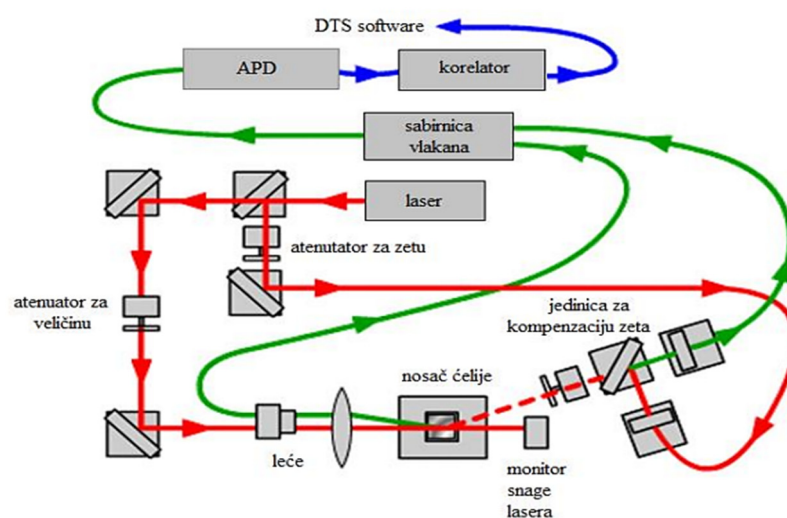 DTS software
APD
korelator
sabirnica
vlakana
laser
atenutator za zetu
atenuator za
veličinu
jedinica za
kompenzaciju zeta
nosač ćelije
leće
monitor
snage
lasera